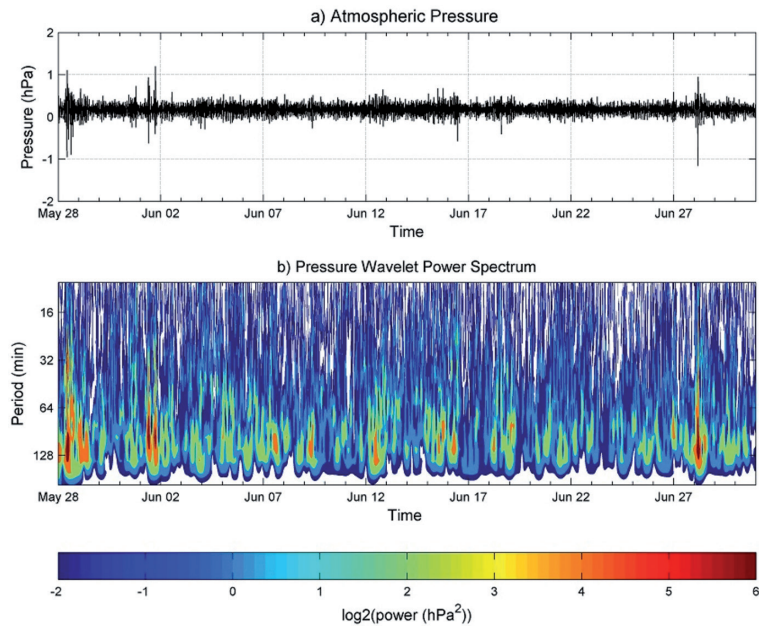 a) Atmospheric Pressure
2
1
0
-1
-2
Pressure (hPa)
May 28 Jun 02 Jun 07 Jun 12 Jun 17 Jun 22 Jun 27
Time
b) Pressure Wavelet Power Spectrum
16
32
64
128
Period (min)
May 28 Jun 02 Jun 07 Jun 12 Jun 17 Jun 22 Jun 27
Time
-2 -1 0 1 2 3 4 5 6
log2(power (hPa²))